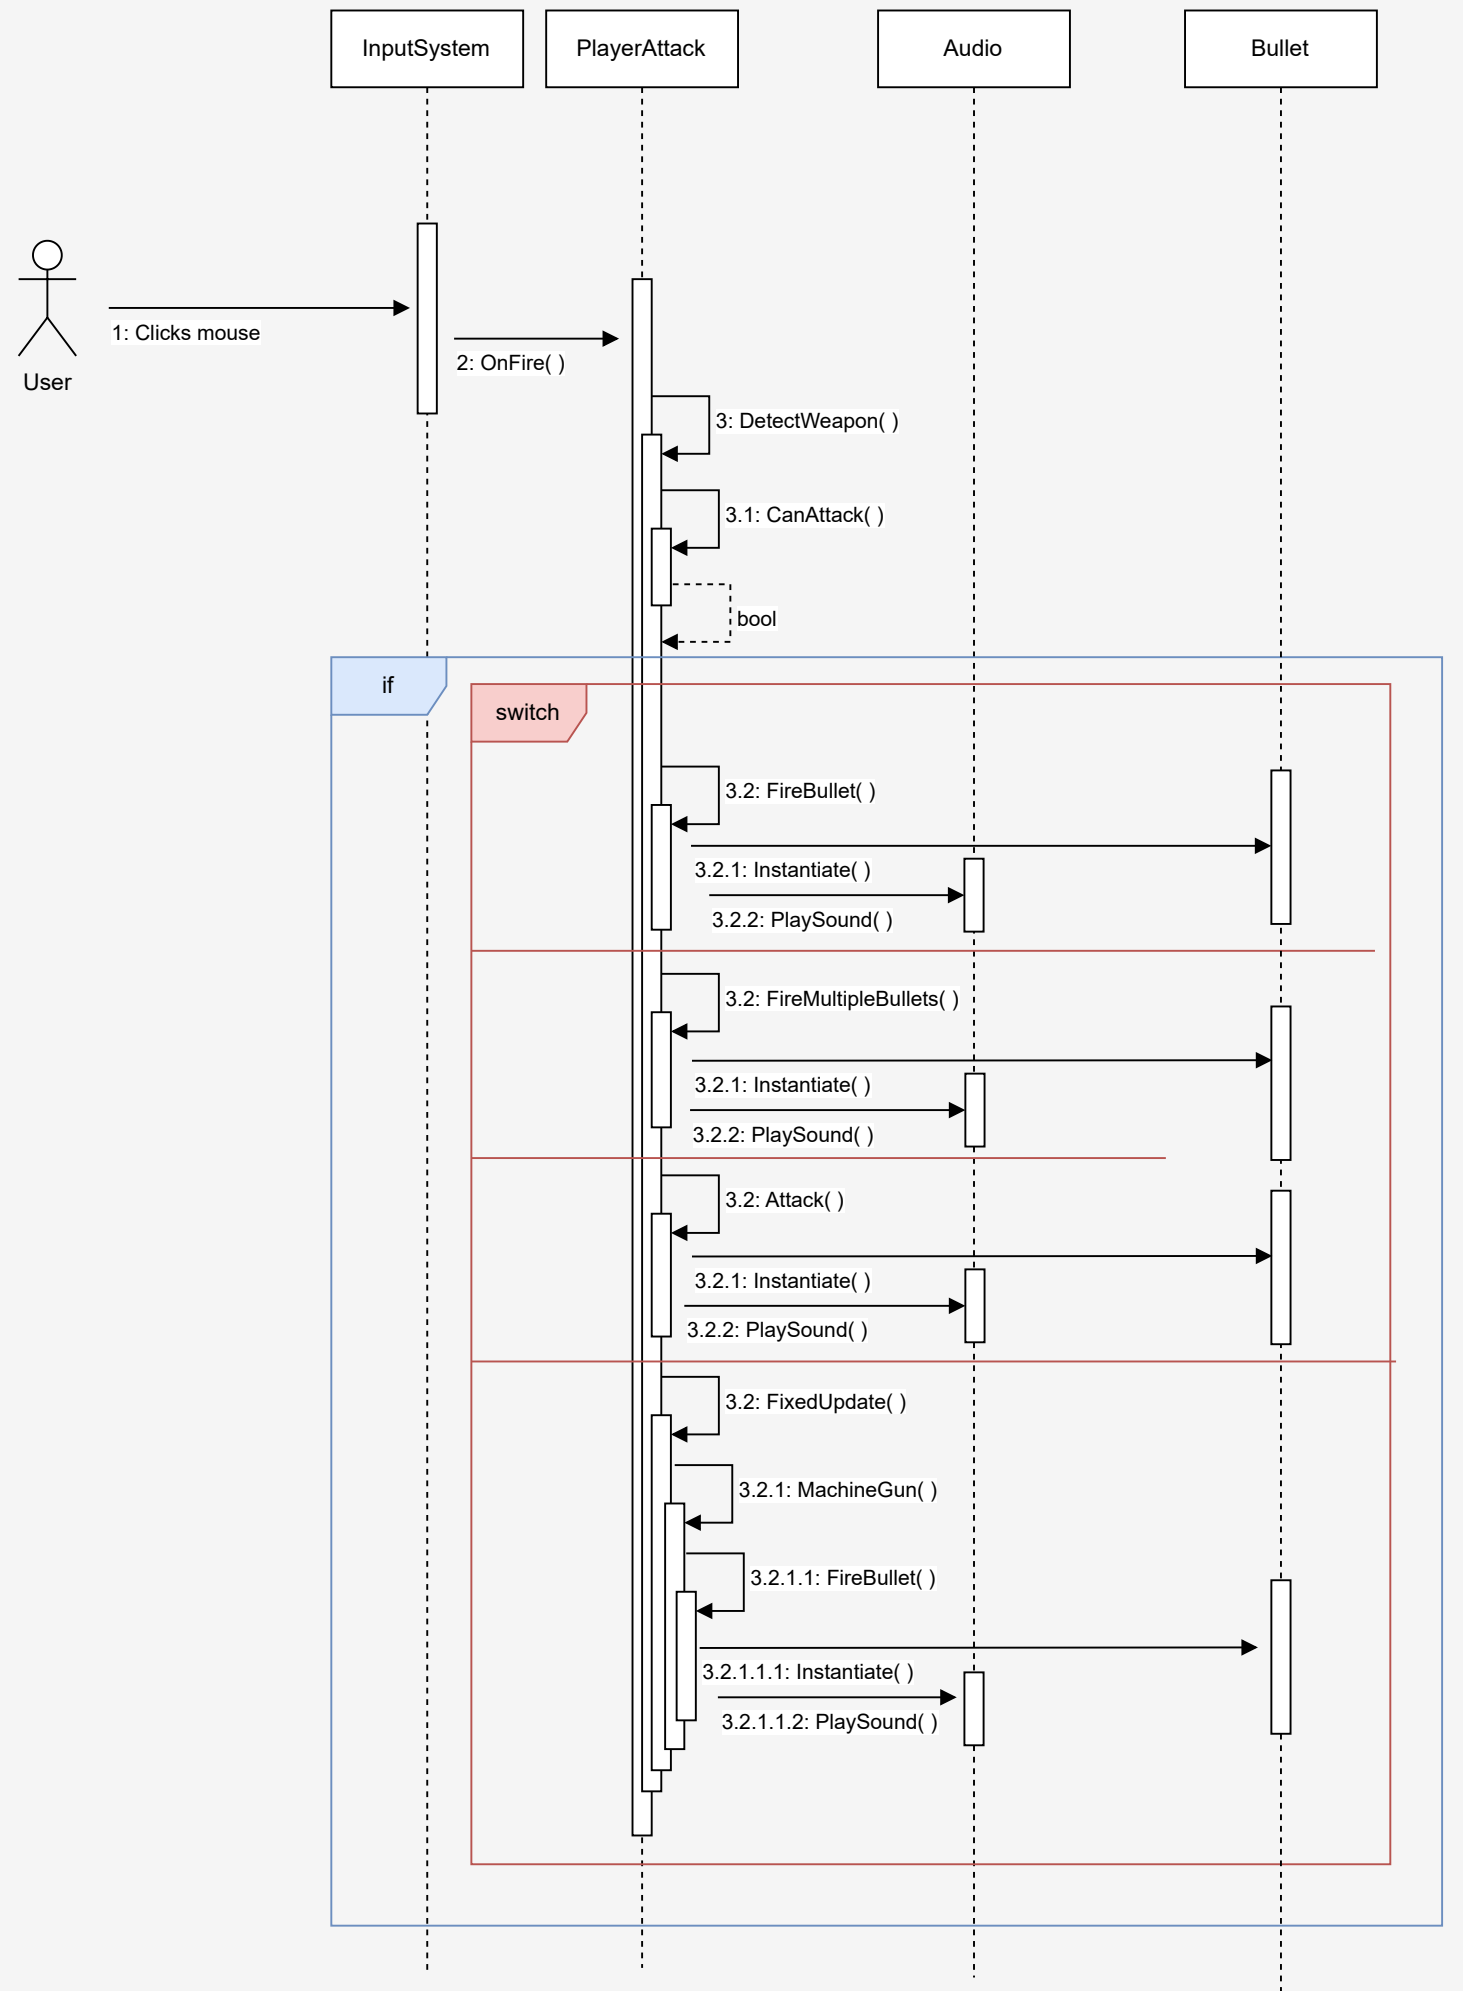 InputSystem
PlayerAttack
Audio
Bullet
1: Clicks mouse
2: OnFire( )
User
3: DetectWeapon( )
3.1: CanAttack( )
bool
if
switch
3.2: FireBullet( )
3.2.1: Instantiate( )
3.2.2: PlaySound( )
3.2: FireMultipleBullets( )
3.2.1: Instantiate( )
3.2.2: PlaySound( )
3.2: Attack( )
3.2.1: Instantiate( )
3.2.2: PlaySound( )
3.2: FixedUpdate( )
3.2.1: MachineGun( )
3.2.1.1: FireBullet( )
3.2.1.1.1: Instantiate( )
3.2.1.1.2: PlaySound( )